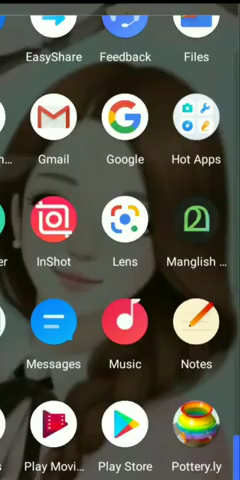 EasyShare Feedback Files
n... Gmail Google Hot Apps
er InShot Lens Manglish ...
Messages Music Notes
s Play Movi... Play Store Pottery.ly